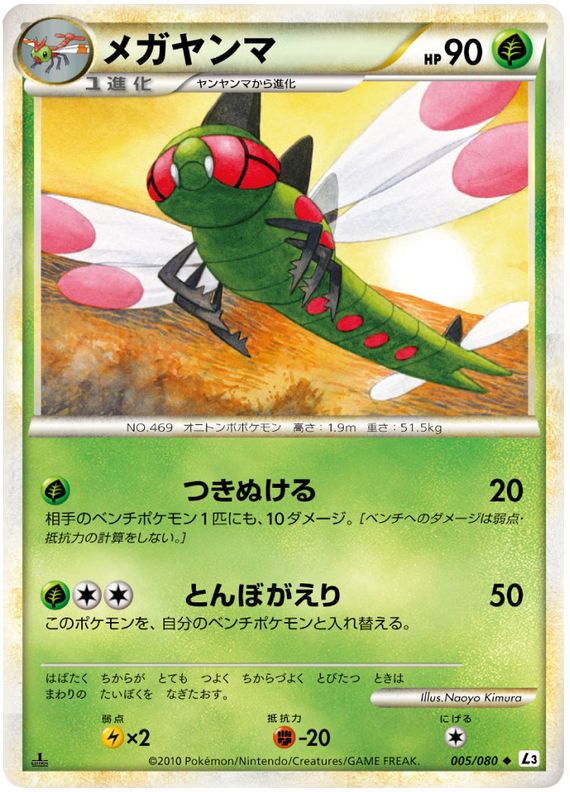 メガヤンマ HP90
1進化 ヤンヤンマから進化
NO.469 オニトンボポケモン 高さ:1.9m 重さ:51.5kg
つきぬける 20
相手のベンチポケモン1匹にも、10ダメージ。[ベンチへのダメージは弱点・
抵抗力の計算をしない。]
とんぼがえり 50
このポケモンを、自分のベンチポケモンと入れ替える。
はばたく ちからが とても つよく ちからづよく とびたつ ときは
まわりの たいぼくを なぎたおす。
Illus.Naoyo Kimura
弱点 抵抗力 にげる
×2 -20
©2010 Pokémon/Nintendo/Creatures/GAME FREAK. 005/080 ◆ L3